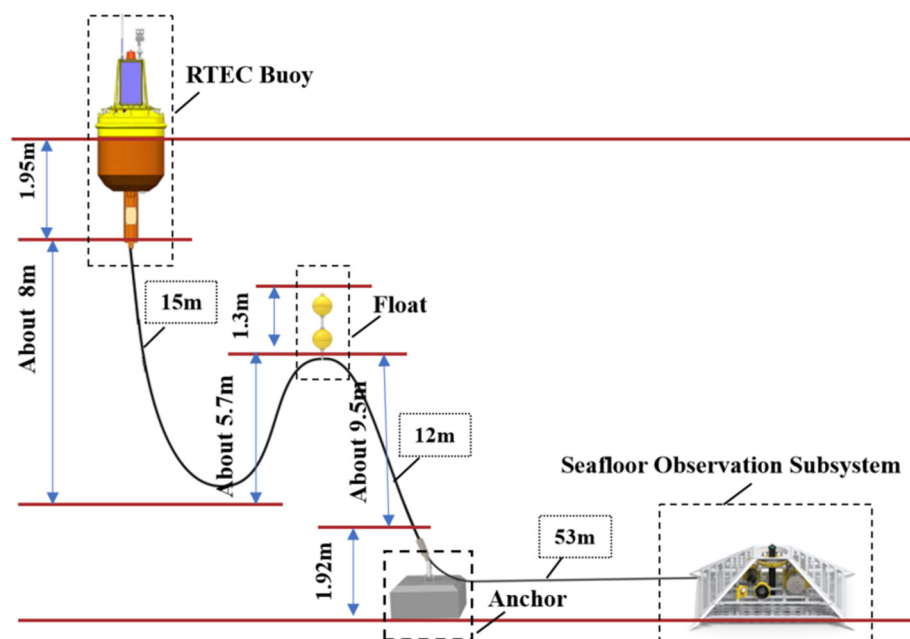 RTEC Buoy
1.95m
About 8m
15m
1.3m
Float
About 5.7m
About 9.5m
12m
Seafloor Observation Subsystem
1.92m
53m
Anchor